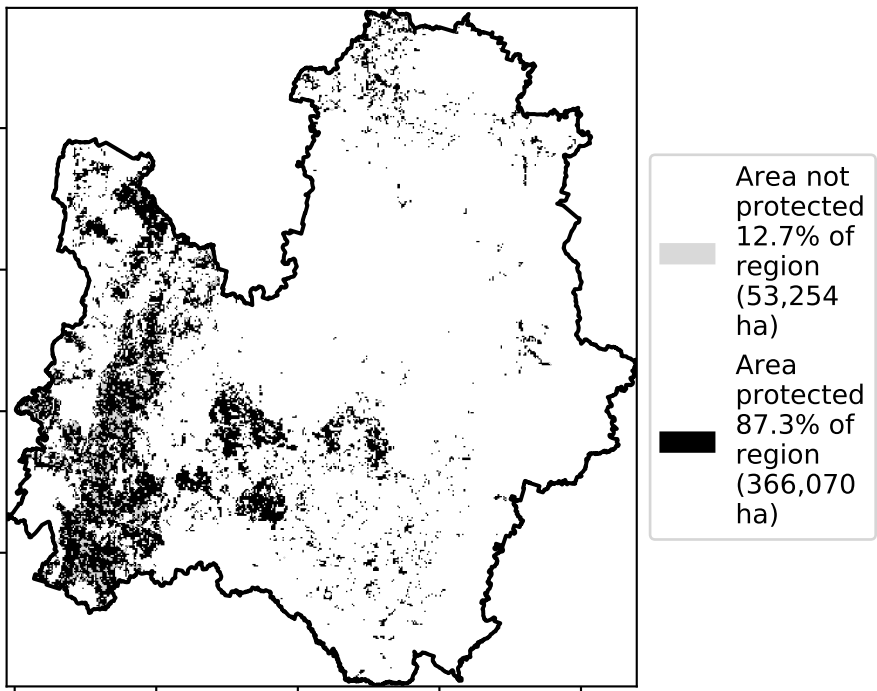 Area not
protected
12.7% of
region
(53,254
ha)
Area
protected
87.3% of
region
(366,070
ha)